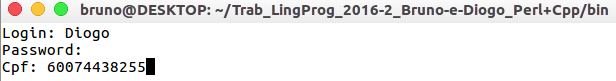 bruno@DESKTOP: ~/Trab_LingProg_2016-2_Bruno-e-Diogo_Perl+Cpp/bin
Login: Diogo
Password:
Cpf: 60074438255